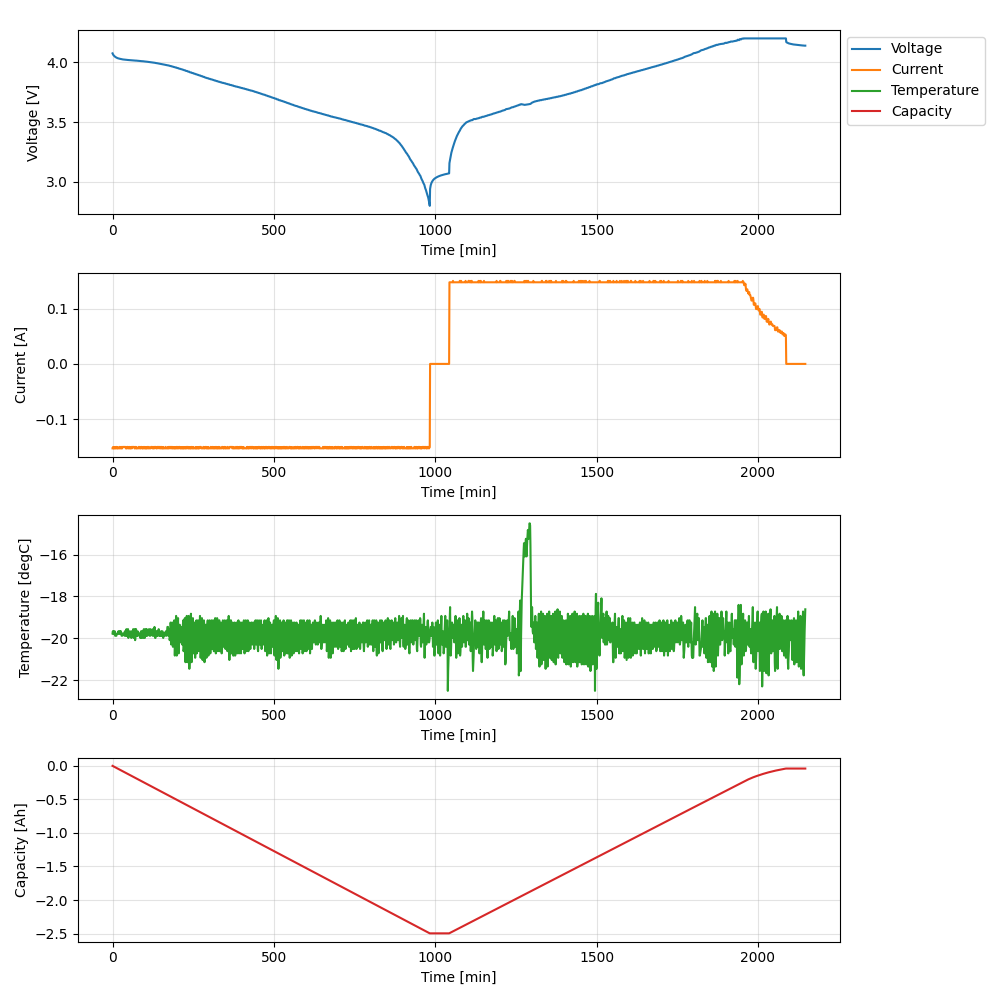 4.0
3.5
3.0
Voltage [V]
0 500 1000 1500 2000
Time [min]
Voltage
Current
Temperature
Capacity
0.1
0.0
−0.1
Current [A]
0 500 1000 1500 2000
Time [min]
−16
−18
−20
−22
Temperature [degC]
0 500 1000 1500 2000
Time [min]
0.0
−0.5
−1.0
−1.5
−2.0
−2.5
Capacity [Ah]
0 500 1000 1500 2000
Time [min]